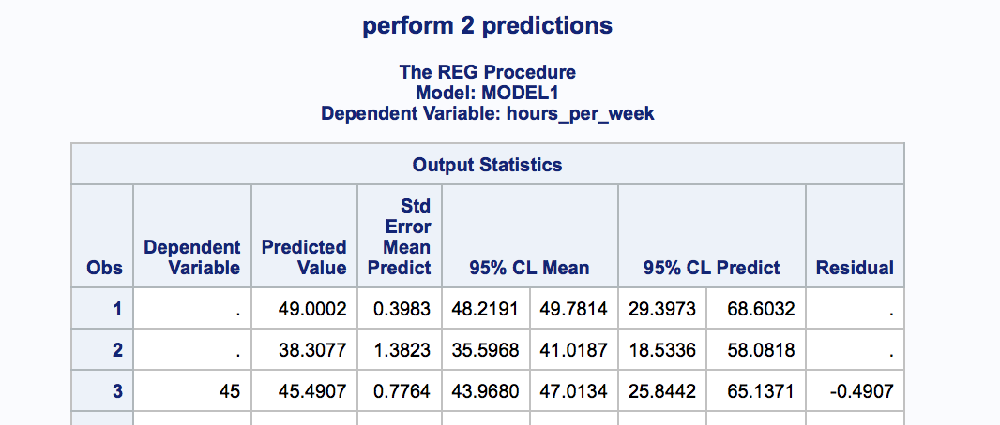 perform 2 predictions
The REG Procedure
Model: MODEL1
Dependent Variable: hours_per_week
Output Statistics
Obs Dependent Variable Predicted Value Std Error Mean Predict 95% CL Mean 95% CL Predict Residual
1 . 49.0002 0.3983 48.2191 49.7814 29.3973 68.6032 .
2 . 38.3077 1.3823 35.5968 41.0187 18.5336 58.0818 .
3 45 45.4907 0.7764 43.9680 47.0134 25.8442 65.1371 -0.4907